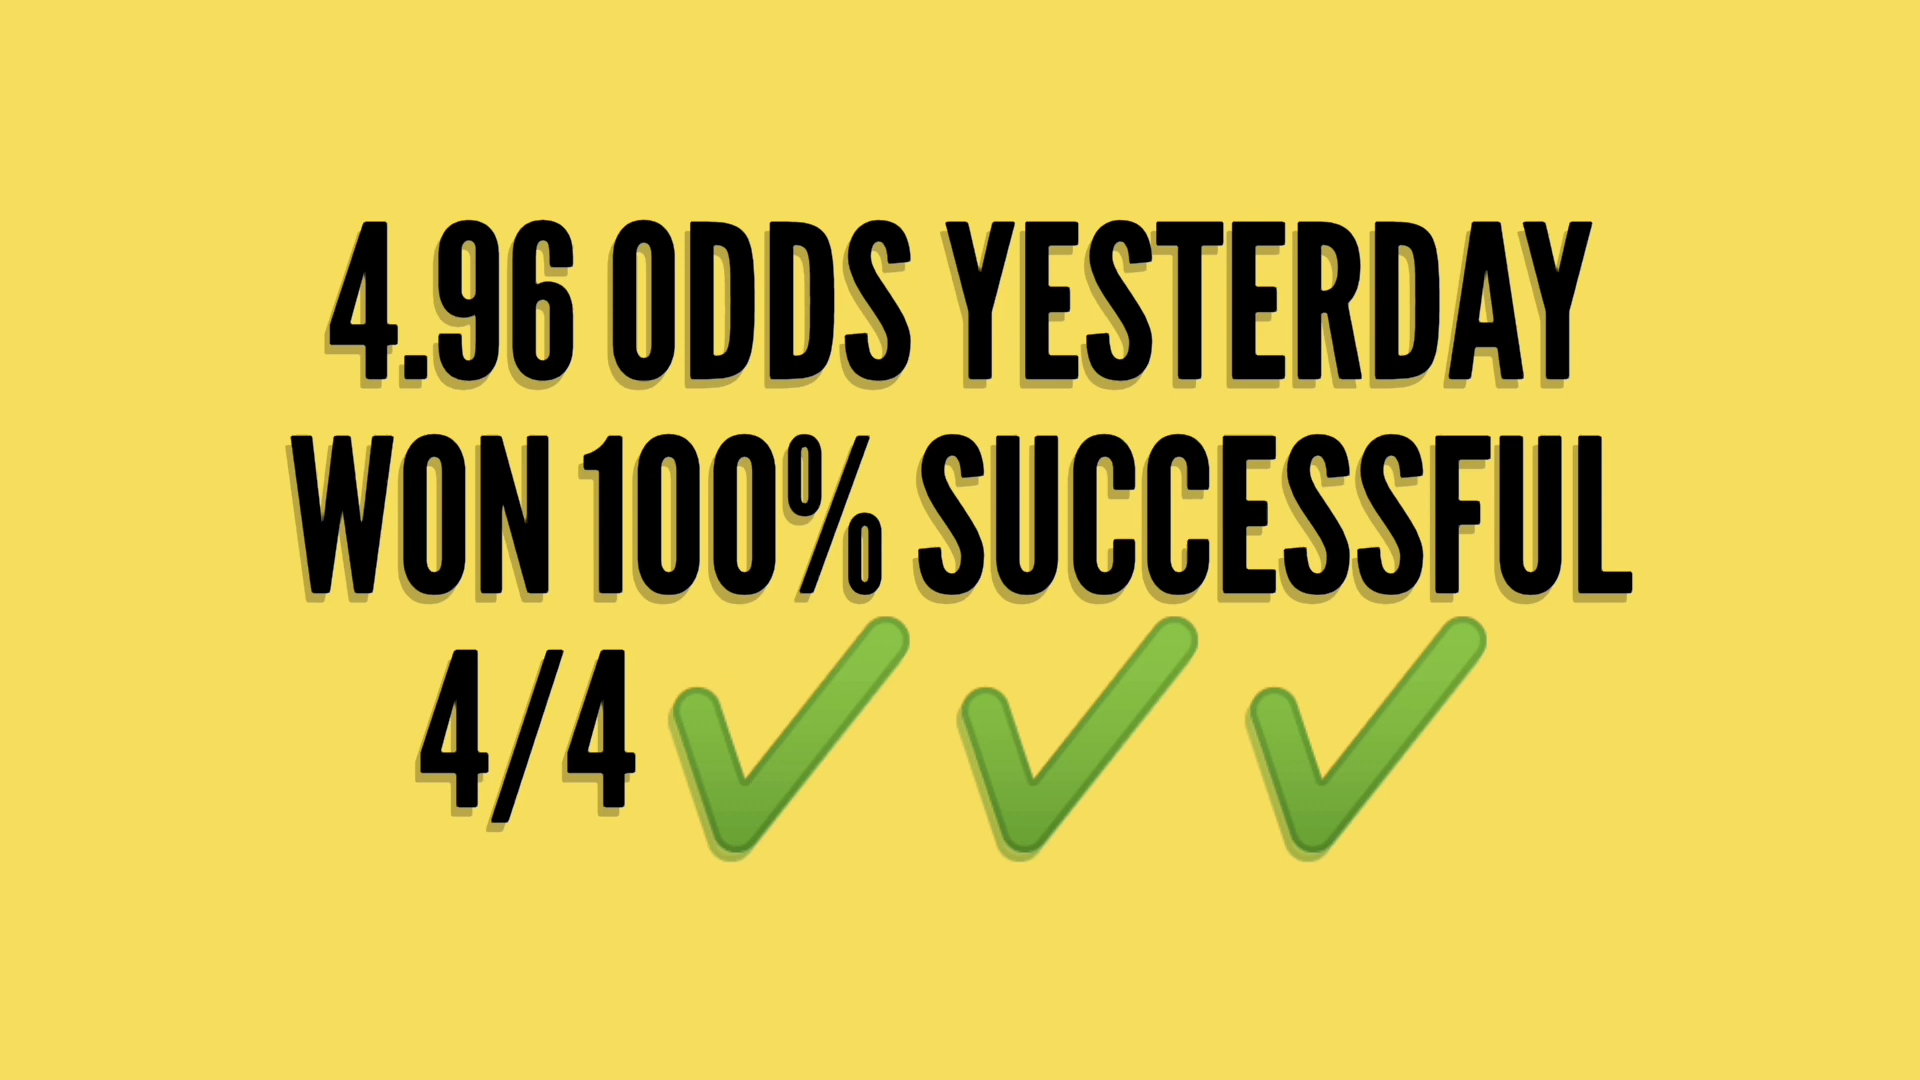 4.96 ODDS YESTERDAY
WON 100% SUCCESSFUL
4/4 ✔ ✔ ✔